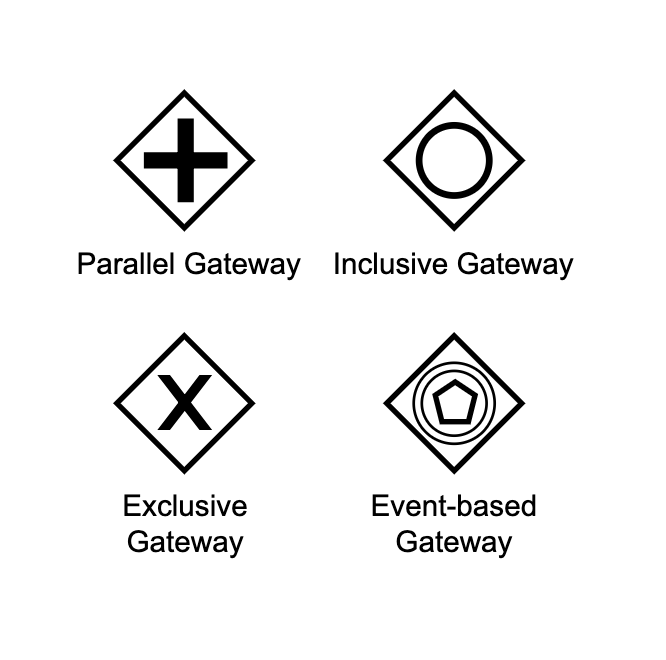 Parallel Gateway
Inclusive Gateway
X
Exclusive
Gateway
Event-based
Gateway